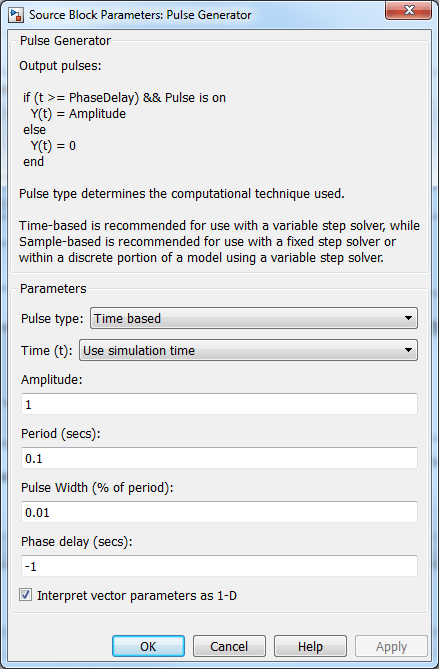 Source Block Parameters: Pulse Generator
Pulse Generator
Output pulses:
if (t >= PhaseDelay) && Pulse is on
Y(t) = Amplitude
else
Y(t) = 0
end
Pulse type determines the computational technique used.
Time-based is recommended for use with a variable step solver, while
Sample-based is recommended for use with a fixed step solver or
within a discrete portion of a model using a variable step solver.
Parameters
Pulse type: Time based
Time (t): Use simulation time
Amplitude:
1
Period (secs):
0.1
Pulse Width (% of period):
0.01
Phase delay (secs):
-1
Interpret vector parameters as 1-D
OK Cancel Help Apply